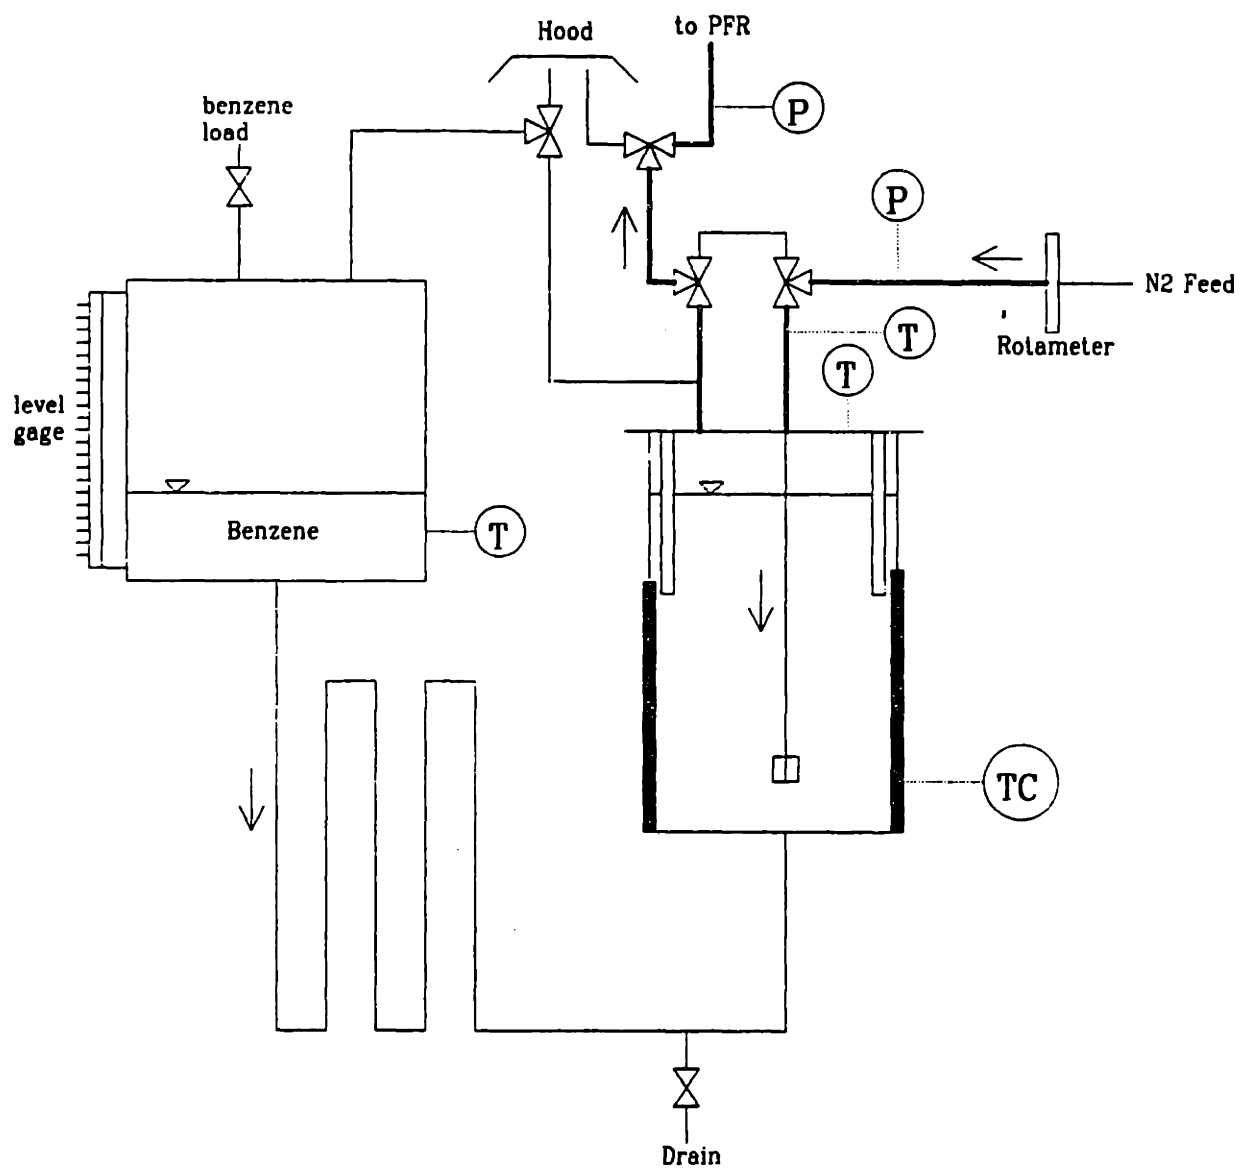 Hood
to PFR
P
benzene
load
P
N2 Feed
T
Rotameter
T
level
gage
Benzene
T
TC
Drain